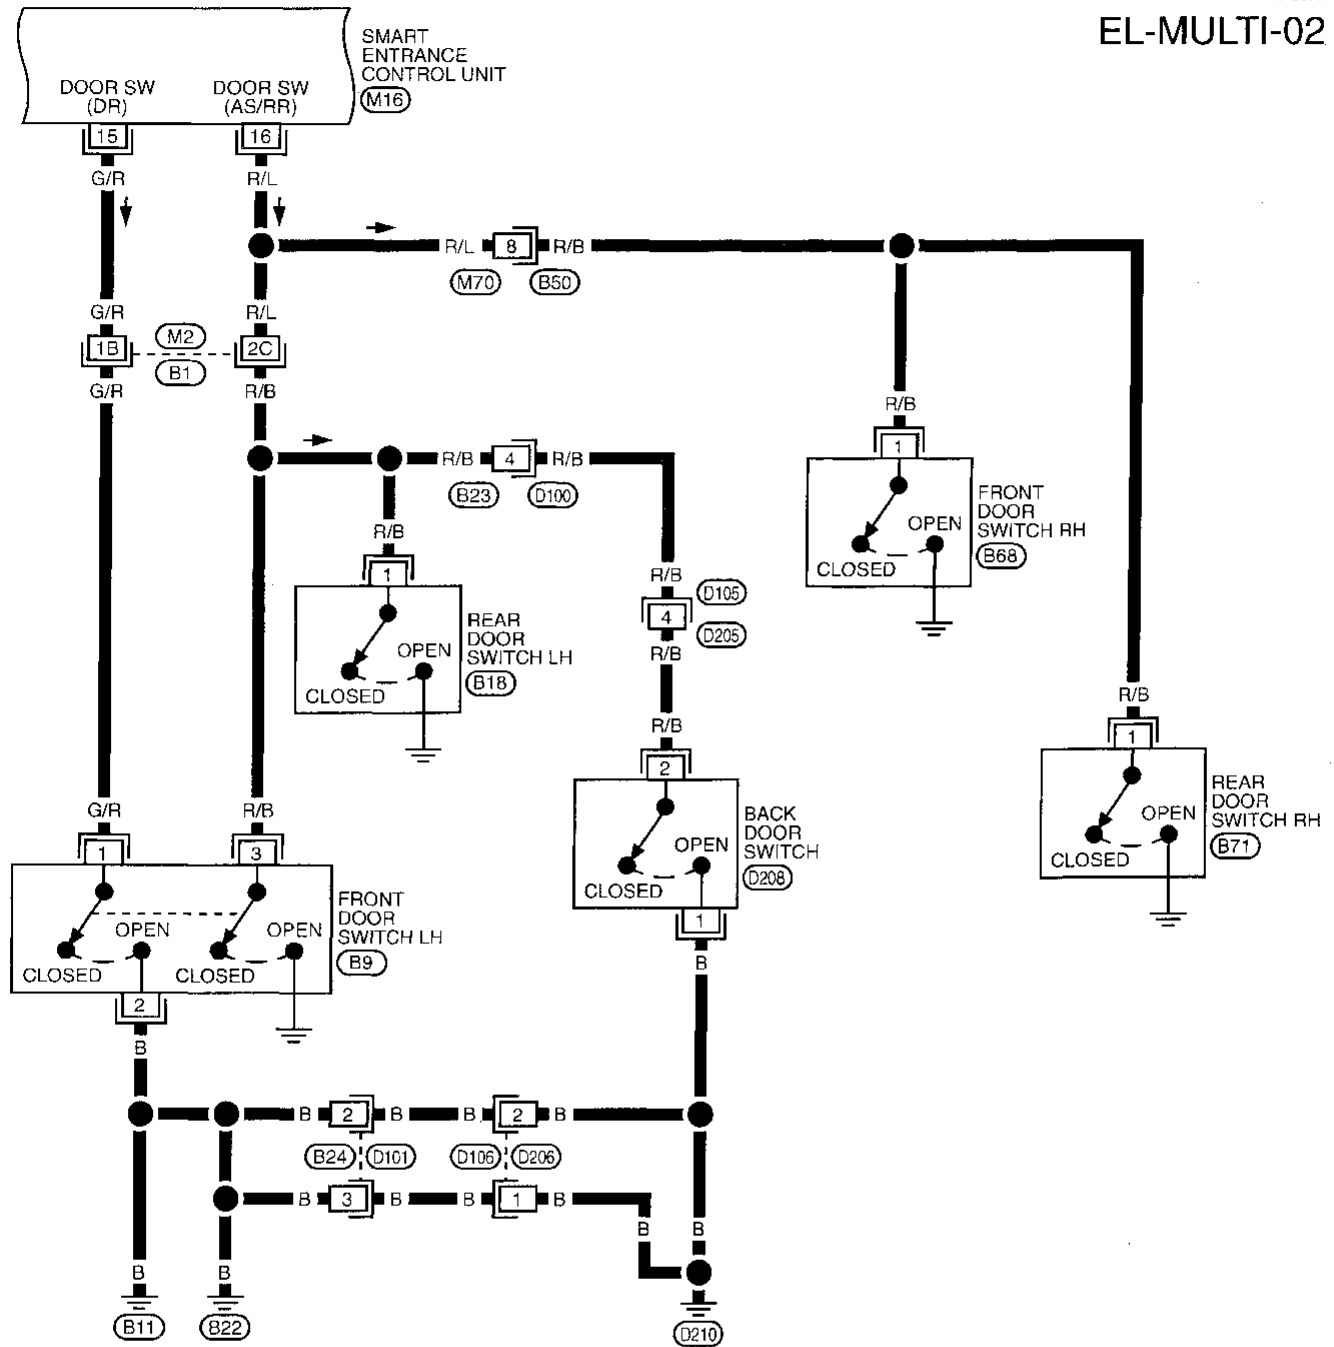 EL-MULTI-02
SMART
ENTRANCE
CONTROL UNIT
M16
DOOR SW
(DR)
DOOR SW
(AS/RR)
15
16
G/R
R/L
R/L
8
R/B
M70
B50
G/R
R/L
1B
M2
B1
2C
G/R
R/B
R/B
4
R/B
B23
D100
R/B
1
FRONT
DOOR
SWITCH RH
B68
OPEN
CLOSED
R/B
1
REAR
DOOR
SWITCH LH
B18
OPEN
CLOSED
R/B
4
D105
D205
R/B
R/B
2
BACK
DOOR
SWITCH
D208
OPEN
CLOSED
1
B
R/B
1
REAR
DOOR
SWITCH RH
B71
OPEN
CLOSED
G/R
R/B
1
3
FRONT
DOOR
SWITCH LH
B9
OPEN
OPEN
CLOSED
CLOSED
2
B
B
2
B
B
2
B
B24
D101
D106
D206
B
3
B
B
1
B
B
B
B
B
B11
B22
D210